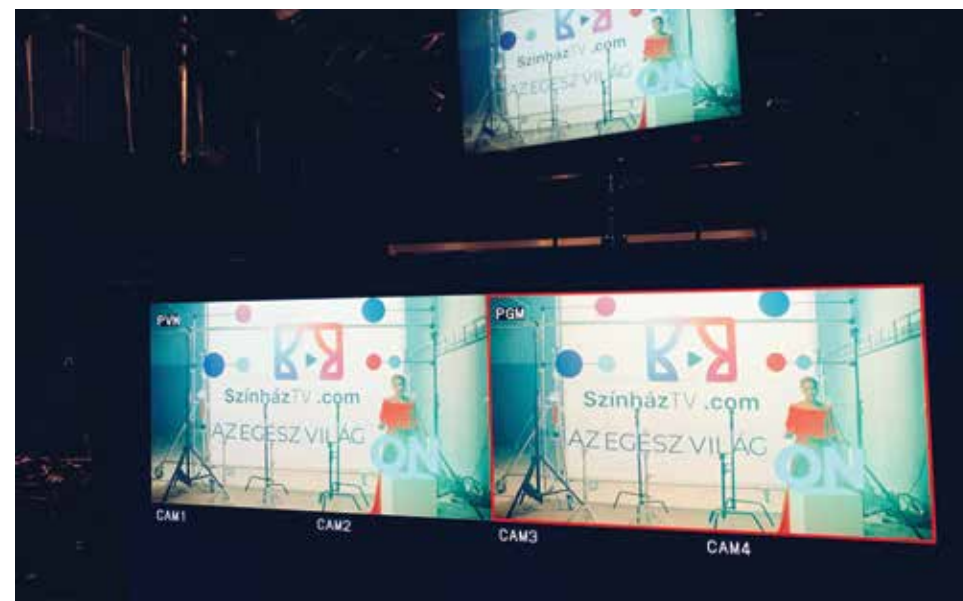 SzínházTV.com
AZ EGÉSZ VILÁG
ON
PVW
SzínházTV.com
AZ EGÉSZ VILÁG
ON
PGM
SzínházTV.com
AZ EGÉSZ VILÁG
ON
CAM1
CAM2
CAM3
CAM4